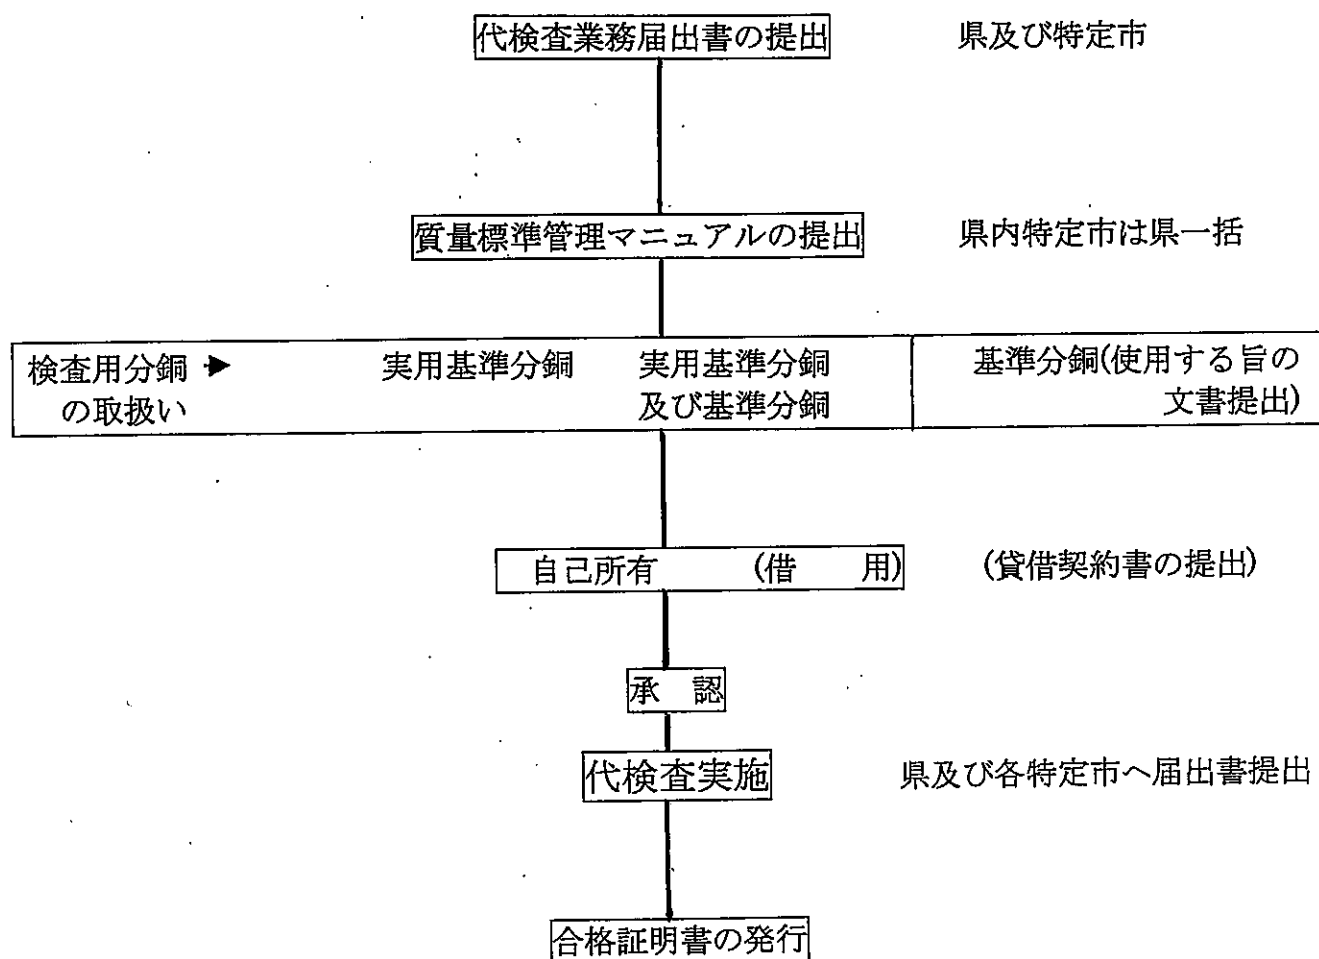 代検査業務届出書の提出 県及び特定市
質量標準管理マニュアルの提出 県内特定市は県一括
検査用分銅 ► 実用基準分銅 実用基準分銅 基準分銅(使用する旨の
の取扱い 及び基準分銅 文書提出)
自己所有 (借 用) (貸借契約書の提出)
承 認
代検査実施 県及び各特定市へ届出書提出
合格証明書の発行